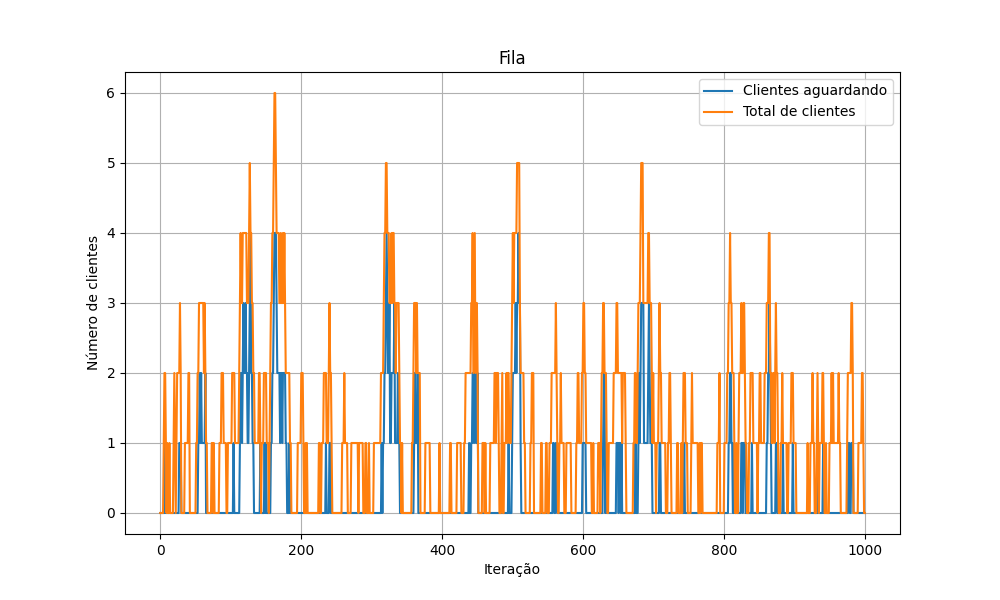 Fila
Clientes aguardando
Total de clientes
6
5
4
3
2
1
0
Número de clientes
0 200 400 600 800 1000
Iteração